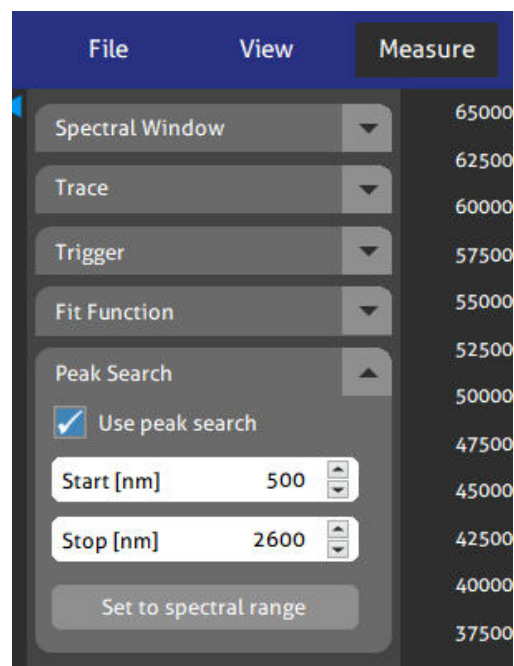 File View Measure
Spectral Window
Trace
Trigger
Fit Function
Peak Search
Use peak search
Start [nm] 500
Stop [nm] 2600
Set to spectral range
65000
62500
60000
57500
55000
52500
50000
47500
45000
42500
40000
37500